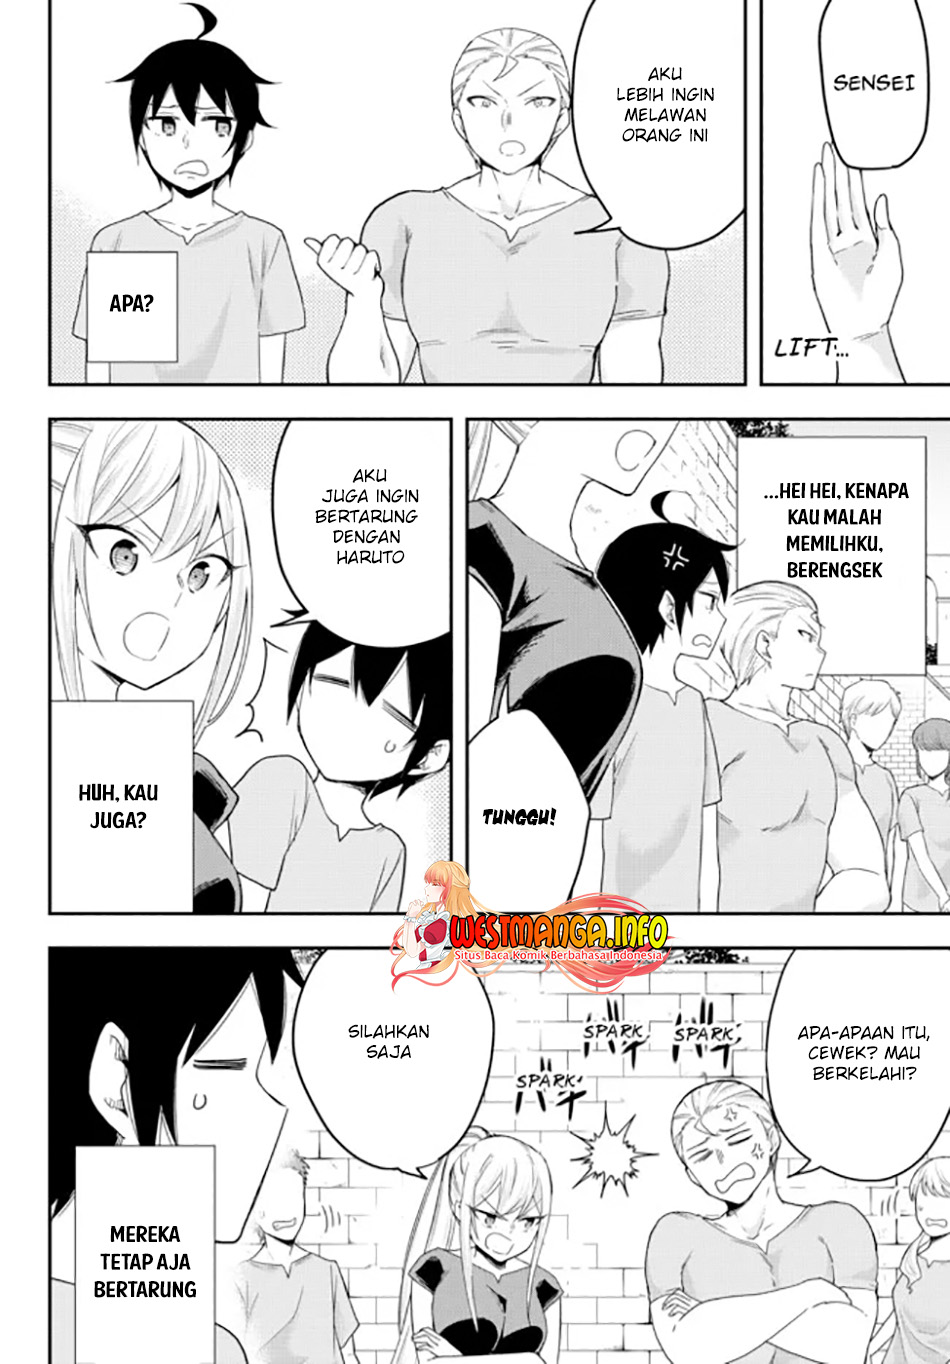 SENSEI
LIFT...
AKU
LEBIH INGIN
MELAWAN
ORANG INI
APA?
...HEI HEI, KENAPA
KAU MALAH
MEMILIHKU,
BERENGSEK
TUNGGU!
AKU
JUGA INGIN
BERTARUNG
DENGAN
HARUTO
HUH, KAU
JUGA?
WESTMANGA.INFO
Situs Baca Komik Berbahasa Indonesia
APA-APAAN ITU,
CEWEK? MAU
BERKELAHI?
SPARK
SPARK
SPARK
SILAHKAN
SAJA
MEREKA
TETAP AJA
BERTARUNG